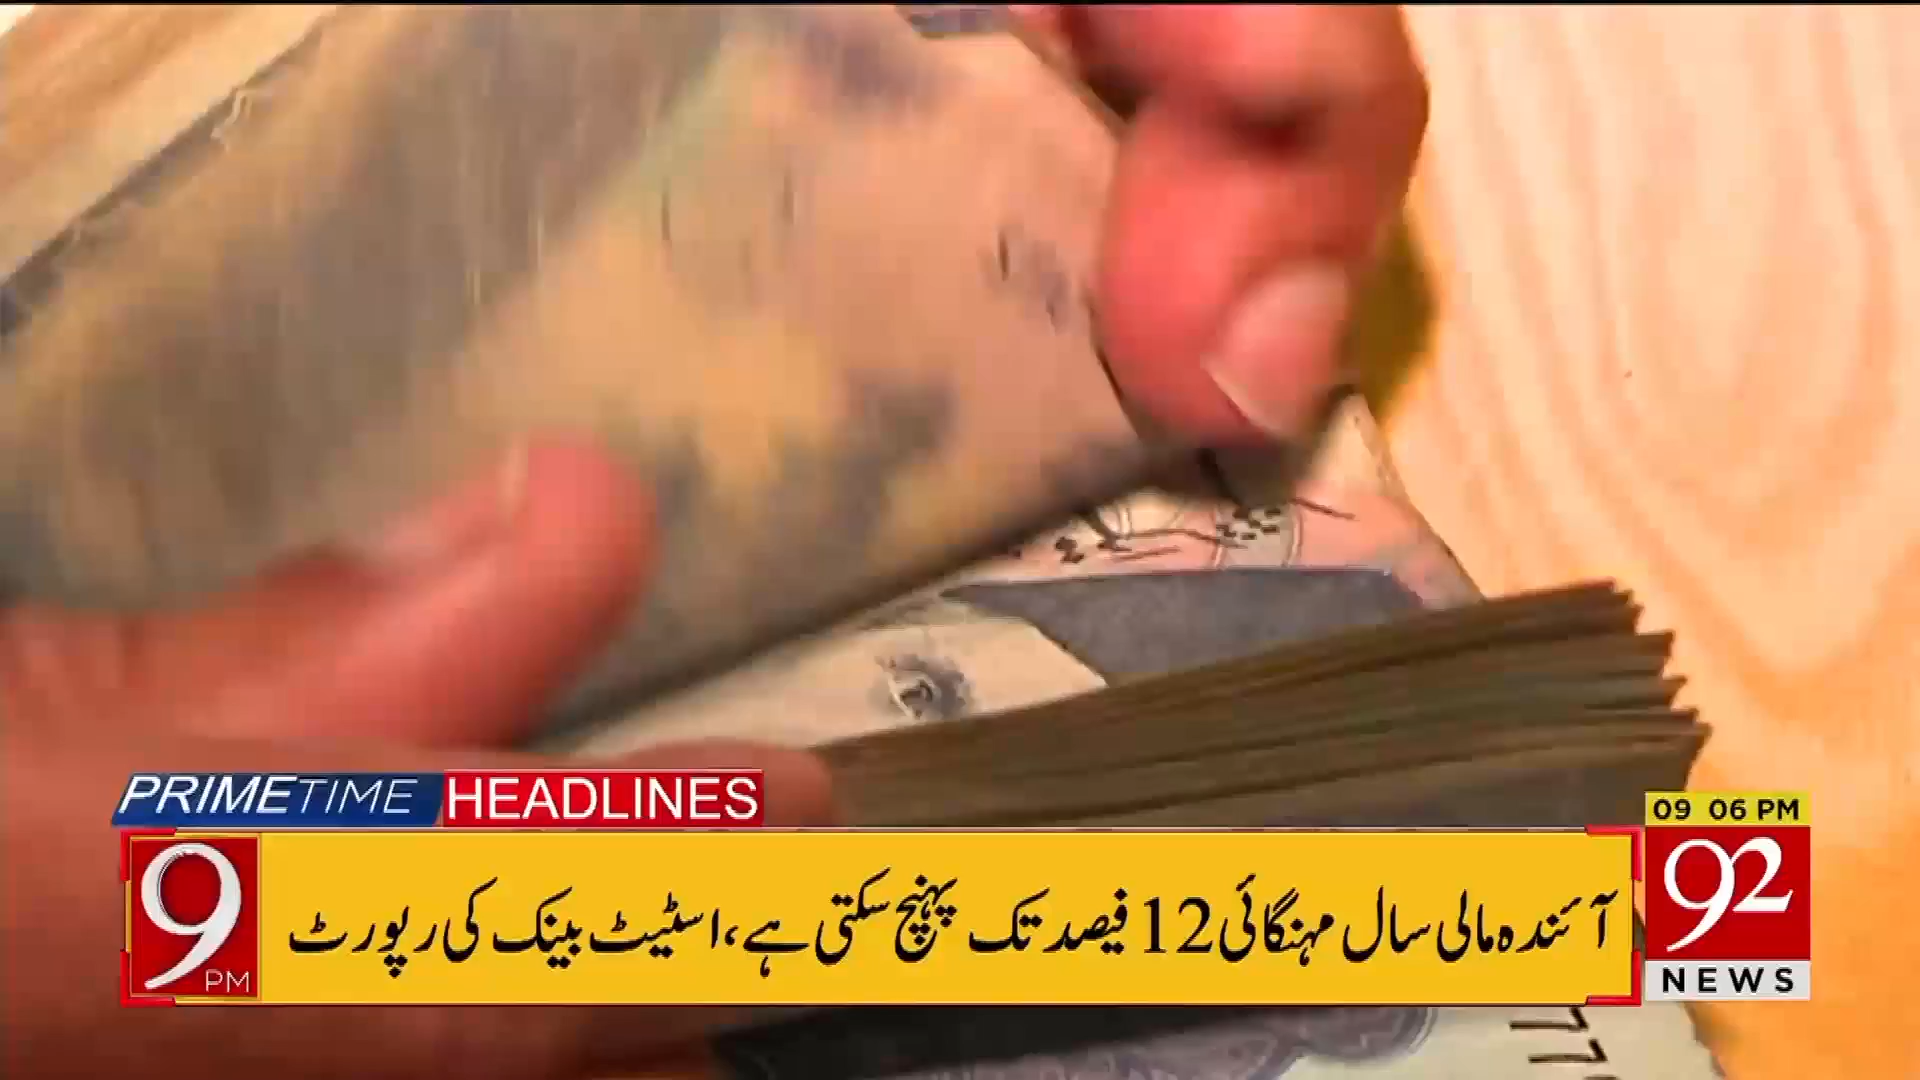 PRIMETIME HEADLINES
09 06 PM
9 PM
آئندہ مالی سال مہنگائی 12 فیصد تک پہنچ سکتی ہے، اسٹیٹ بینک کی رپورٹ
92
NEWS